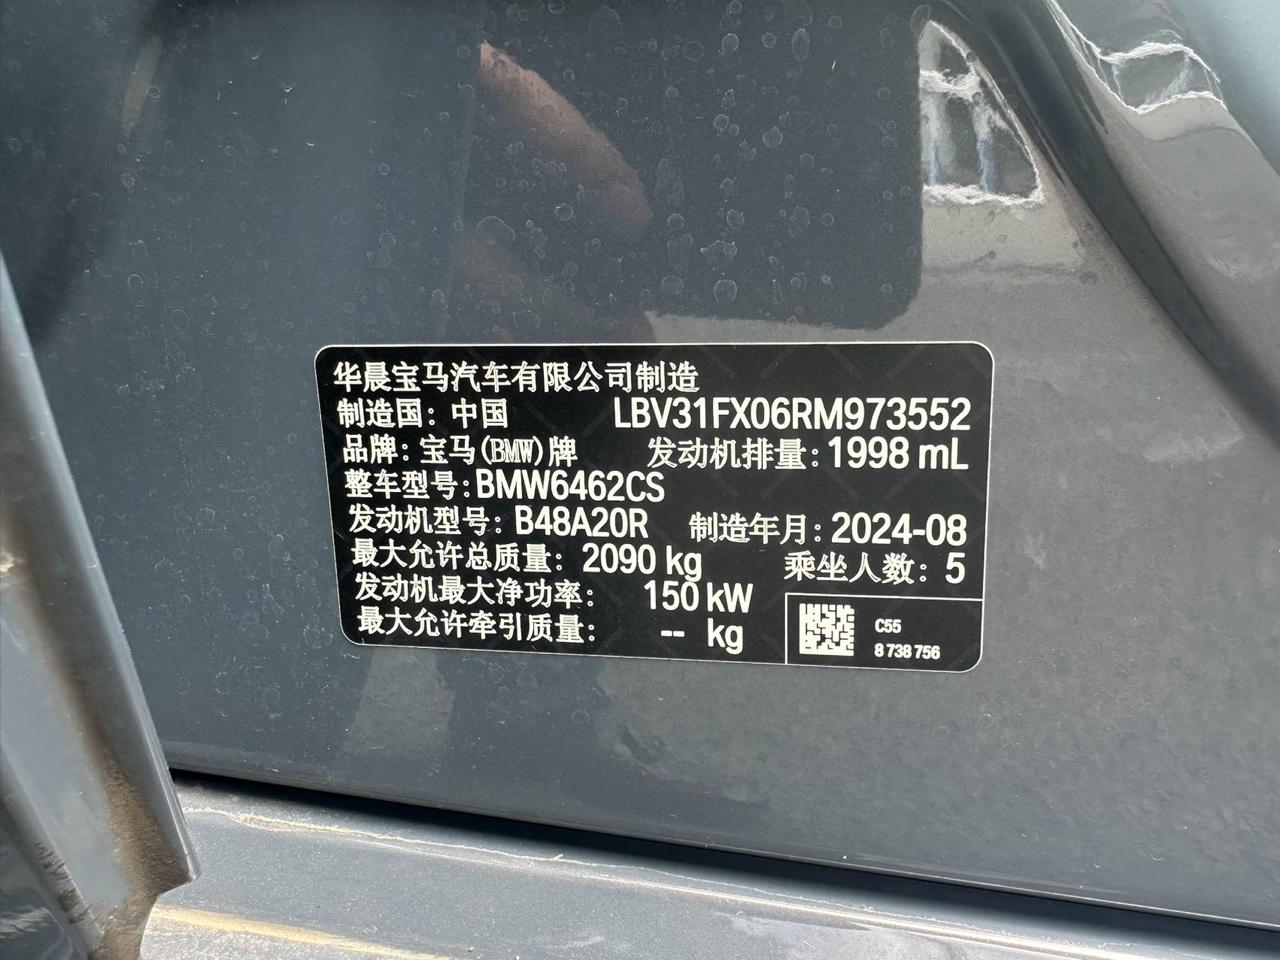 华晨宝马汽车有限公司制造
制造国：中国 LBV31FX06RM973552
品牌：宝马(BMW)牌 发动机排量：1998 mL
整车型号：BMW6462CS
发动机型号：B48A20R 制造年月：2024-08
最大允许总质量：2090 kg 乘坐人数：5
发动机最大净功率：150 kW
最大允许牵引质量：-- kg
C55
8 738 756